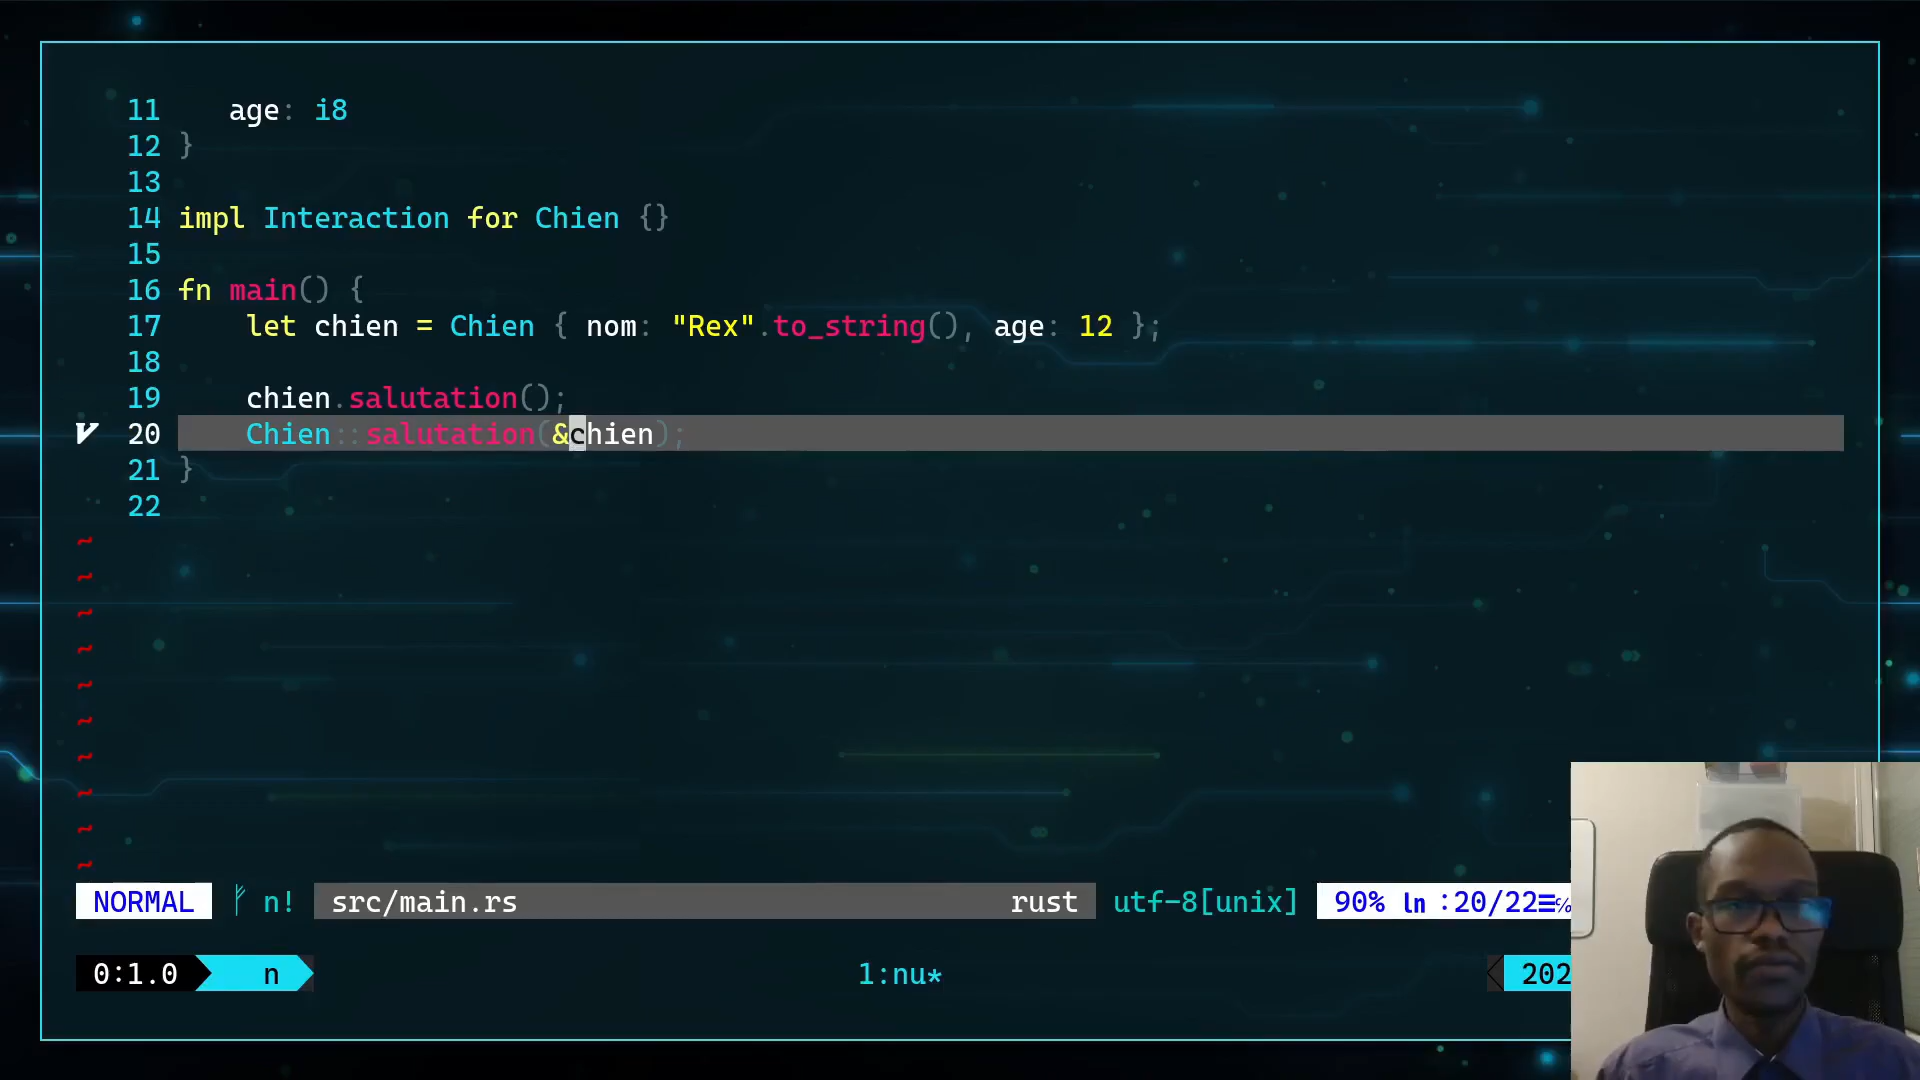 11 age: i8
12 }
13
14 impl Interaction for Chien {}
15
16 fn main() {
17 let chien = Chien { nom: "Rex".to_string(), age: 12 };
18
19 chien.salutation();
20 Chien::salutation(&chien);
21 }
22
~
~
~
~
~
~
~
~
~
~
NORMAL n! src/main.rs rust utf-8[unix] 90% ln :20/22≡℅
0:1.0 n 1:nu* 202